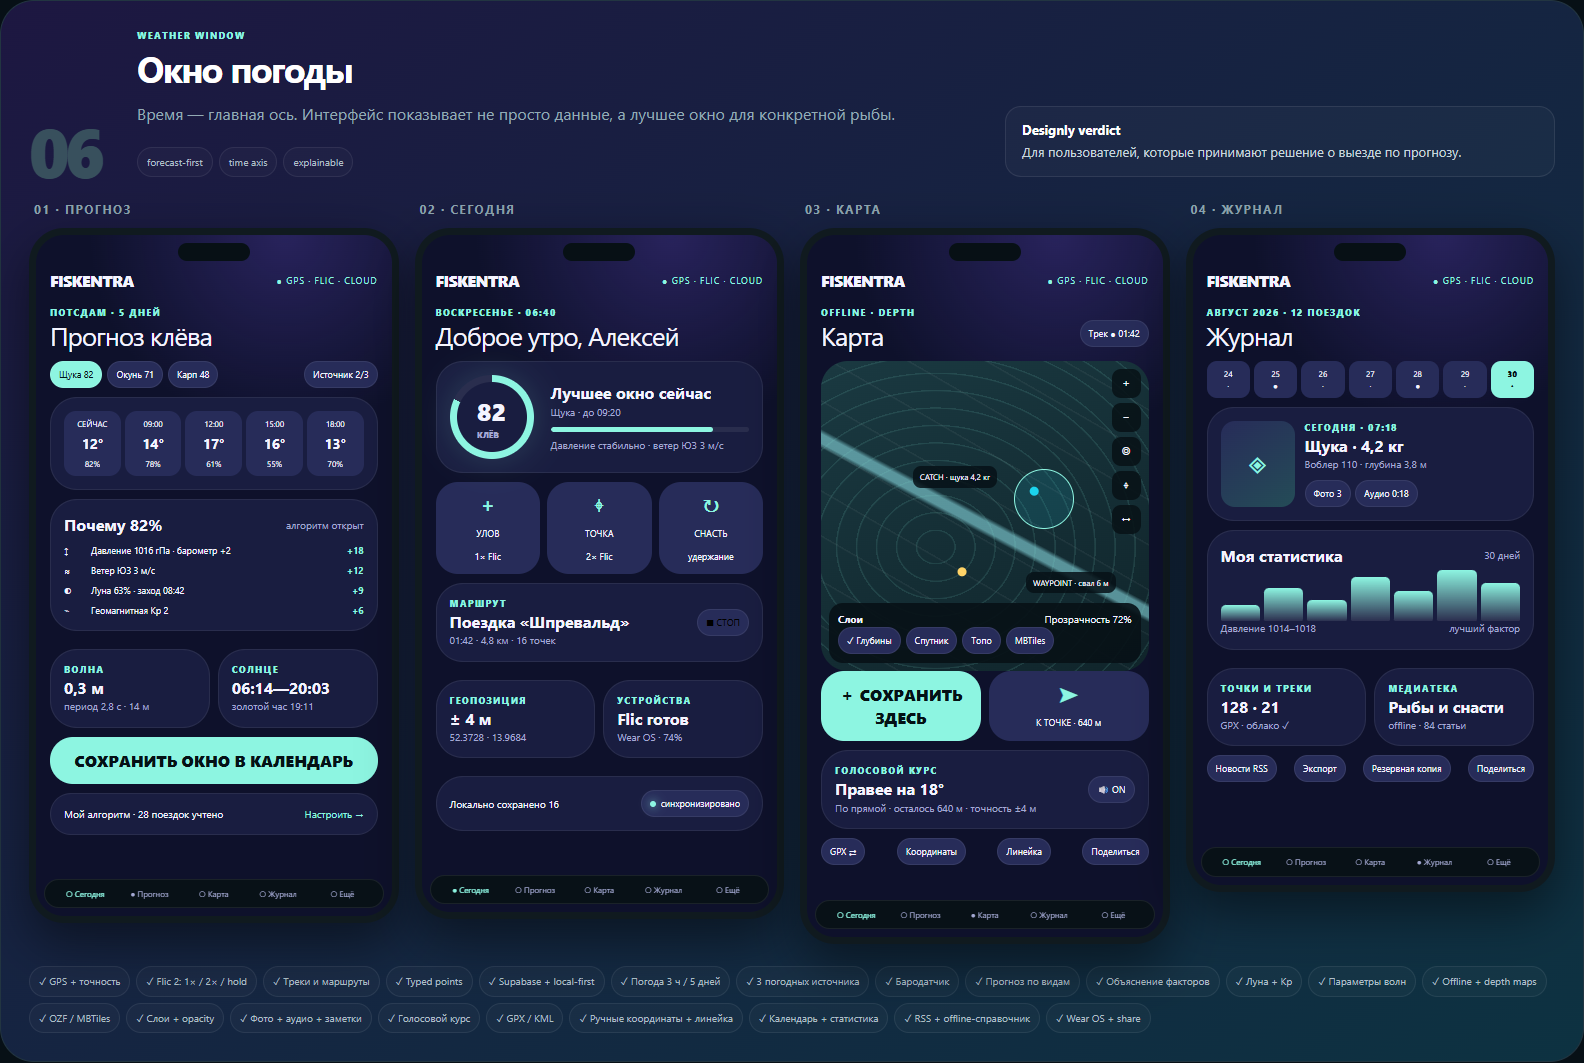 WEATHER WINDOW
Окно погоды
Время — главная ось. Интерфейс показывает не просто данные, а лучшее окно для конкретной рыбы.
06
forecast-first
time axis
explainable
Designly verdict
Для пользователей, которые принимают решение о выезде по прогнозу.
01 · ПРОГНОЗ
FISKENTRA
● GPS · FLIC · CLOUD
ПОТСДАМ · 5 ДНЕЙ
Прогноз клёва
Щука 82
Окунь 71
Карп 48
Источник 2/3
СЕЙЧАС
12°
82%
09:00
14°
78%
12:00
17°
61%
15:00
16°
55%
18:00
13°
70%
Почему 82%
алгоритм открыт
↕ Давление 1016 гПа · барометр +2 +18
≈ Ветер ЮЗ 3 м/с +12
◐ Луна 63% · заход 08:42 +9
~ Геомагнитная Kp 2 +6
ВОЛНА
0,3 м
период 2,8 с · 14 м
СОЛНЦЕ
06:14—20:03
золотой час 19:11
СОХРАНИТЬ ОКНО В КАЛЕНДАРЬ
Мой алгоритм · 28 поездок учтено
Настроить →
○ Сегодня
● Прогноз
○ Карта
○ Журнал
○ Ещё
02 · СЕГОДНЯ
FISKENTRA
● GPS · FLIC · CLOUD
ВОСКРЕСЕНЬЕ · 06:40
Доброе утро, Алексей
82
КЛЁВ
Лучшее окно сейчас
Щука · до 09:20
Давление стабильно · ветер ЮЗ 3 м/с
+
УЛОВ
1× Flic
⌖
ТОЧКА
2× Flic
↻
СНАСТЬ
удержание
МАРШРУТ
Поездка «Шпревальд»
01:42 · 4,8 км · 16 точек
■ СТОП
ГЕОПОЗИЦИЯ
± 4 м
52.3728 · 13.9684
УСТРОЙСТВА
Flic готов
Wear OS · 74%
Локально сохранено 16
● синхронизировано
● Сегодня
○ Прогноз
○ Карта
○ Журнал
○ Ещё
03 · КАРТА
FISKENTRA
● GPS · FLIC · CLOUD
OFFLINE · DEPTH
Карта
Трек ● 01:42
+
−
◎
⌖
↔
CATCH · щука 4,2 кг
WAYPOINT · свал 6 м
Слои
Прозрачность 72%
✓ Глубины
Спутник
Топо
MBTiles
+ СОХРАНИТЬ
ЗДЕСЬ
➤
К ТОЧКЕ · 640 м
ГОЛОСОВОЙ КУРС
Правее на 18°
По прямой · осталось 640 м · точность ±4 м
🔊 ON
GPX ⇄
Координаты
Линейка
Поделиться
○ Сегодня
○ Прогноз
● Карта
○ Журнал
○ Ещё
04 · ЖУРНАЛ
FISKENTRA
● GPS · FLIC · CLOUD
АВГУСТ 2026 · 12 ПОЕЗДОК
Журнал
24
·
25
●
26
·
27
·
28
●
29
·
30
·
◈
СЕГОДНЯ · 07:18
Щука · 4,2 кг
Воблер 110 · глубина 3,8 м
Фото 3
Аудио 0:18
Моя статистика
30 дней
Давление 1014–1018
лучший фактор
ТОЧКИ И ТРЕКИ
128 · 21
GPX · облако ✓
МЕДИАТЕКА
Рыбы и снасти
offline · 84 статьи
Новости RSS
Экспорт
Резервная копия
Поделиться
○ Сегодня
○ Прогноз
○ Карта
● Журнал
○ Ещё
✓ GPS + точность
✓ Flic 2: 1× / 2× / hold
✓ Треки и маршруты
✓ Typed points
✓ Supabase + local-first
✓ Погода 3 ч / 5 дней
✓ 3 погодных источника
✓ Бародатчик
✓ Прогноз по видам
✓ Объяснение факторов
✓ Луна + Kp
✓ Параметры волн
✓ Offline + depth maps
✓ OZF / MBTiles
✓ Слои + opacity
✓ Фото + аудио + заметки
✓ Голосовой курс
✓ GPX / KML
✓ Ручные координаты + линейка
✓ Календарь + статистика
✓ RSS + offline-справочник
✓ Wear OS + share